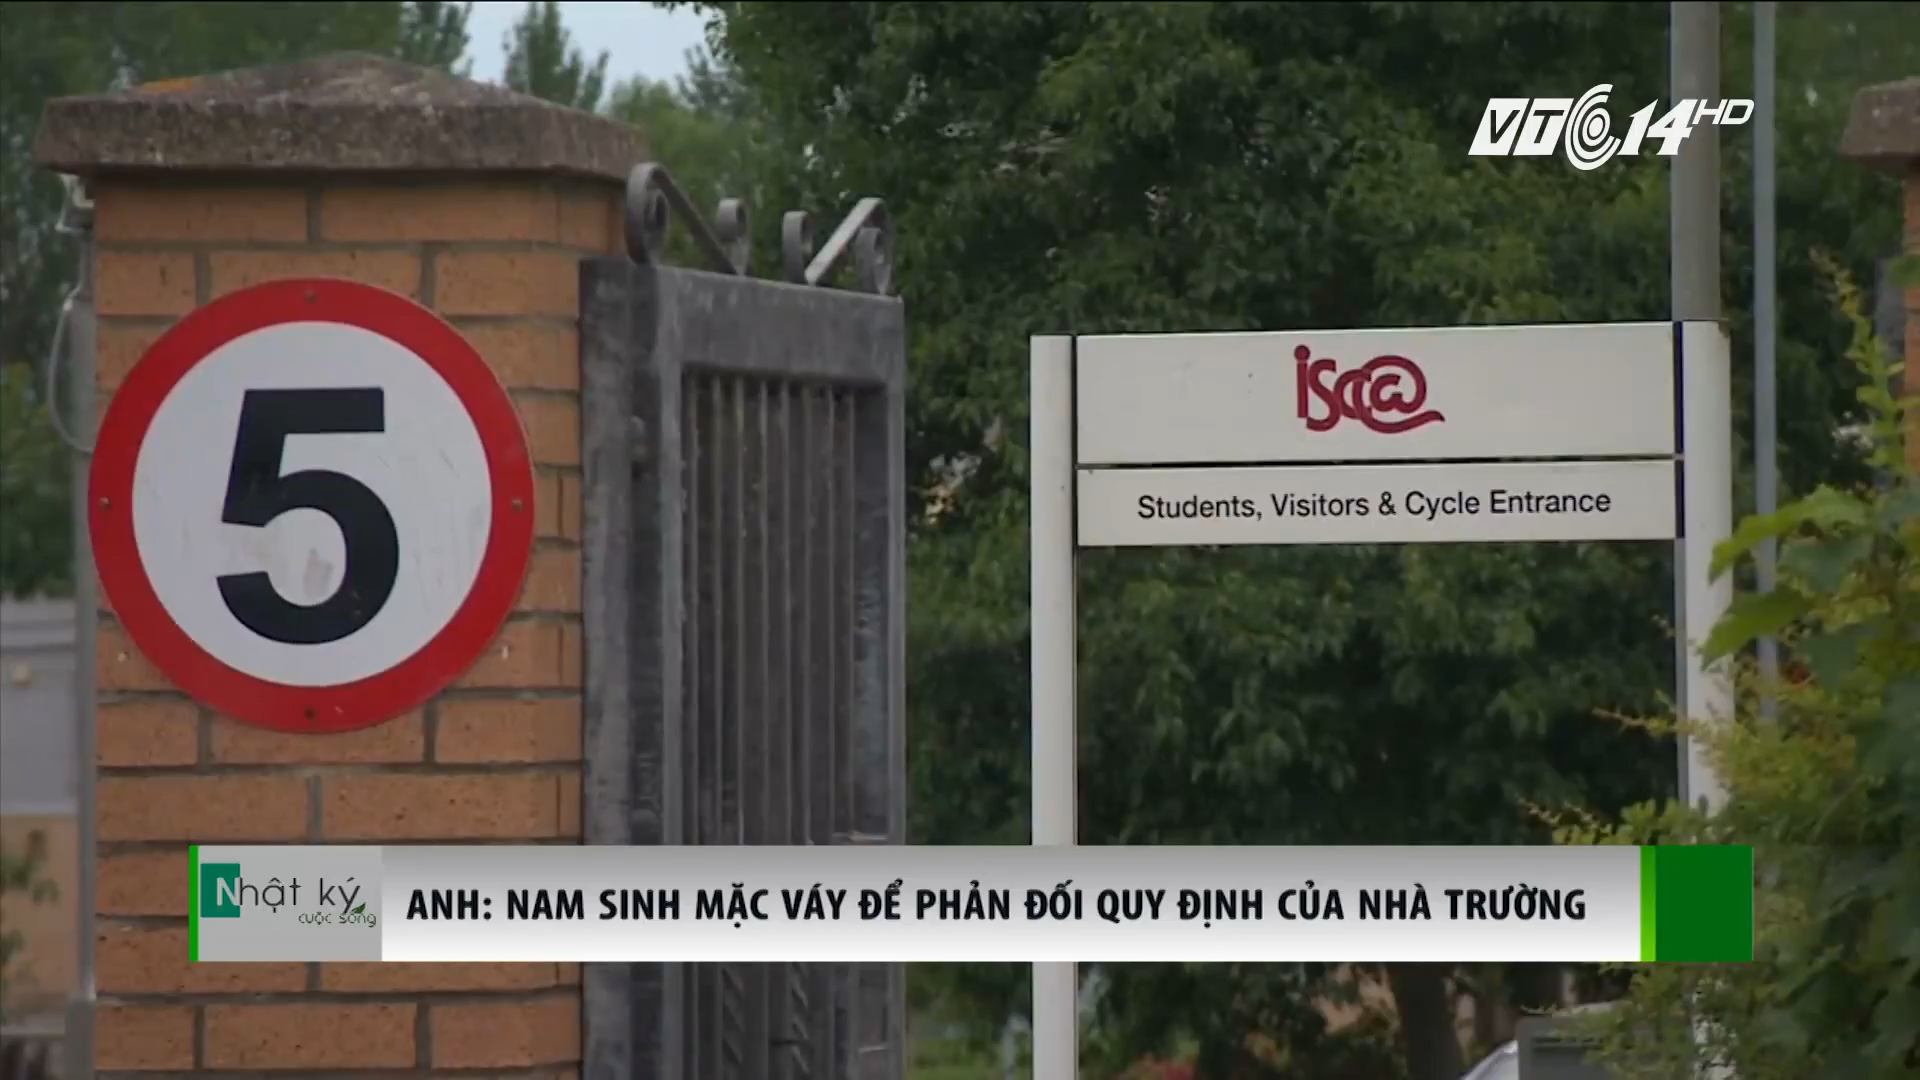 VTC14HD
5
isc@
Students, Visitors & Cycle Entrance
Nhật ký
cuộc sống
ANH: NAM SINH MẶC VÁY ĐỂ PHẢN ĐỐI QUY ĐỊNH CỦA NHÀ TRƯỜNG